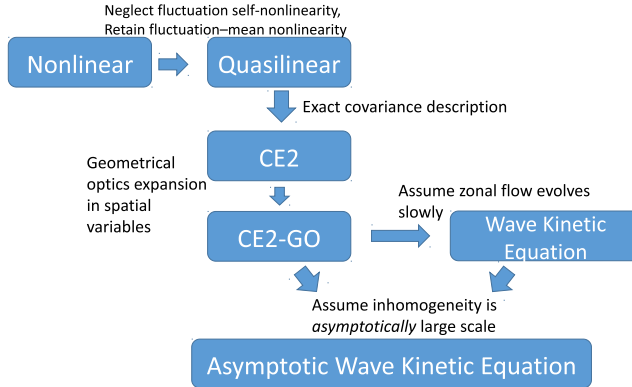 Neglect fluctuation self-nonlinearity,
Retain fluctuation–mean nonlinearity
Nonlinear
Quasilinear
Exact covariance description
CE2
Geometrical
optics expansion
in spatial
variables
Assume zonal flow evolves
slowly
CE2-GO
Wave Kinetic
Equation
Assume inhomogeneity is
asymptotically large scale
Asymptotic Wave Kinetic Equation